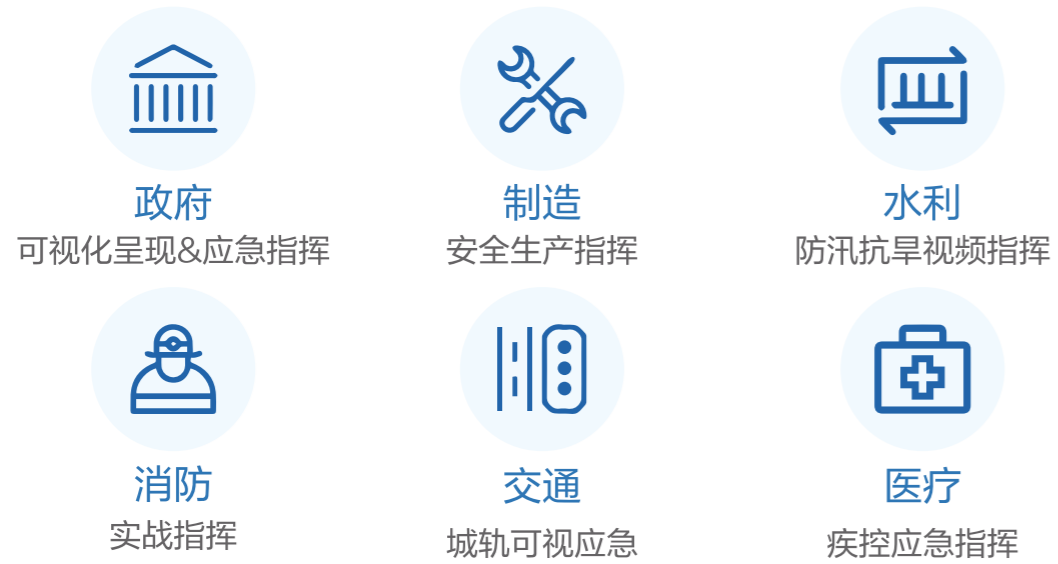 政府
可视化呈现&应急指挥
制造
安全生产指挥
水利
防汛抗旱视频指挥
消防
实战指挥
交通
城轨可视应急
医疗
疾控应急指挥